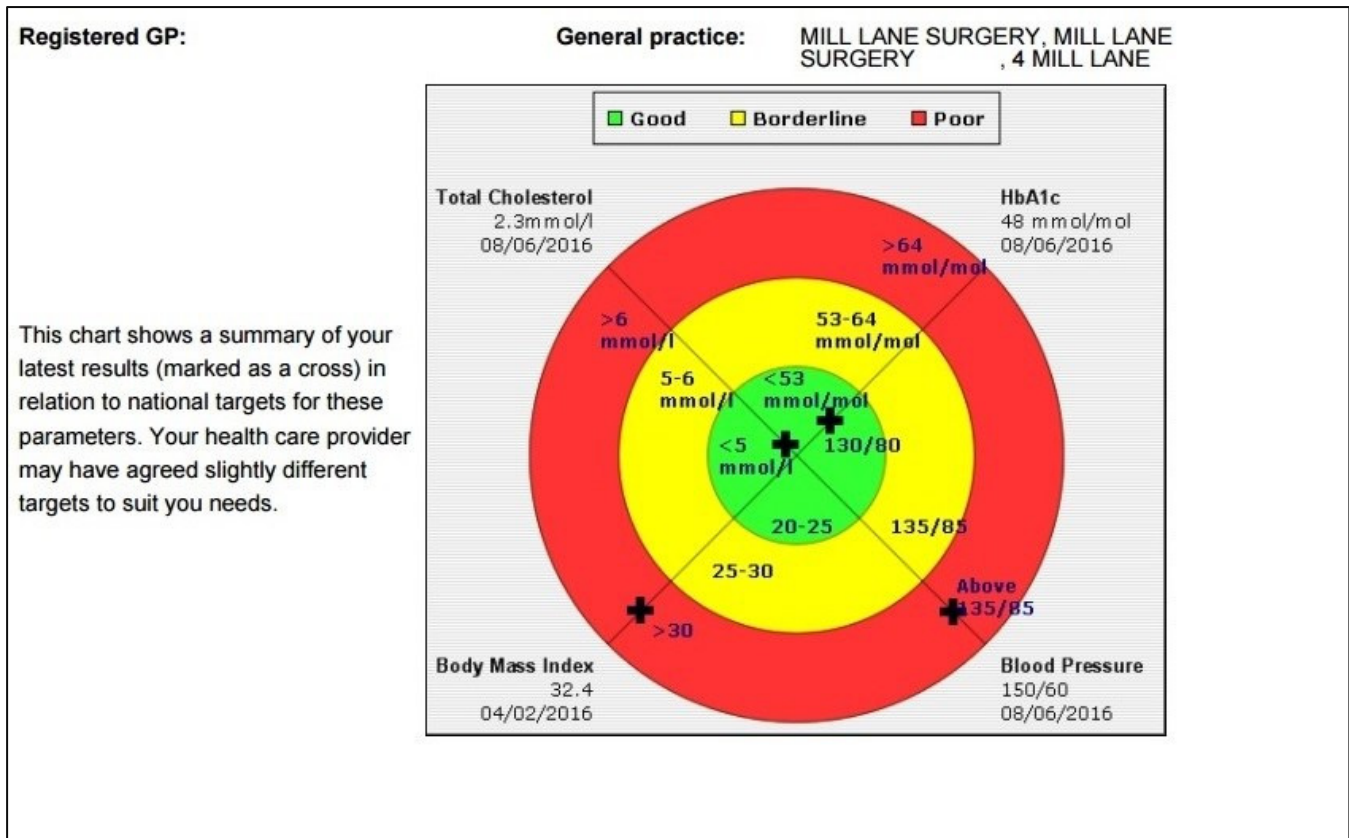 Registered GP:
General practice: MILL LANE SURGERY, MILL LANE
SURGERY , 4 MILL LANE
Good Borderline Poor
Total Cholesterol
2.3mmol/l
08/06/2016
HbA1c
48 mmol/mol
08/06/2016
>64
mmol/mol
>6
mmol/l
53-64
mmol/mol
5-6
mmol/l
<53
mmol/mol
<5
mmol/l
130/80
20-25
135/85
25-30
Above
135/85
>30
This chart shows a summary of your
latest results (marked as a cross) in
relation to national targets for these
parameters. Your health care provider
may have agreed slightly different
targets to suit you needs.
Body Mass Index
32.4
04/02/2016
Blood Pressure
150/60
08/06/2016